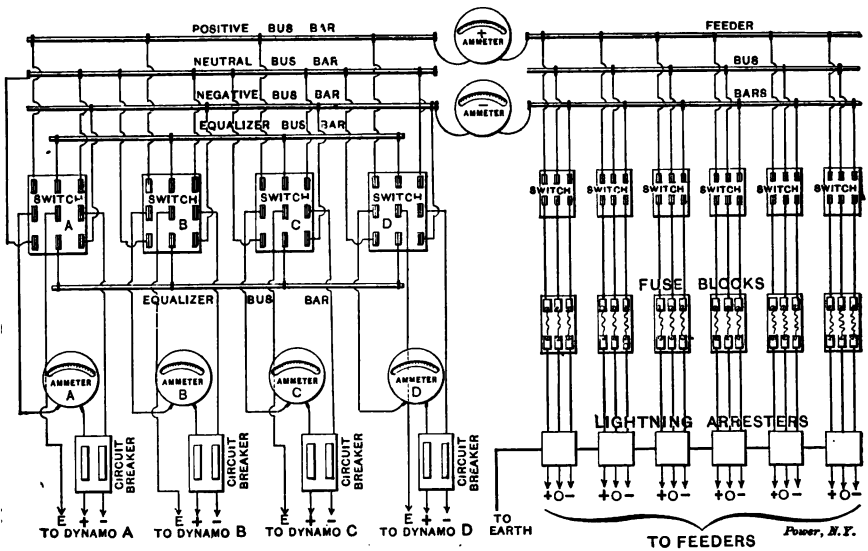 POSITIVE BUS BAR
+
AMMETER
FEEDER
NEUTRAL BUS BAR
BUS
NEGATIVE BUS BAR
-
AMMETER
BARS
EQUALIZER BUS BAR
SWITCH SWITCH SWITCH SWITCH
SWITCH SWITCH SWITCH SWITCH SWITCH SWITCH
A B C D
FUSE BLOCKS
EQUALIZER BUS BAR
AMMETER AMMETER AMMETER AMMETER
A B C D
LIGHTNING ARRESTERS
CIRCUIT BREAKER CIRCUIT BREAKER CIRCUIT BREAKER CIRCUIT BREAKER
+O- +O- +O- +O- +O- +O-
E + - E + - E + - E + -
TO DYNAMO A TO DYNAMO B TO DYNAMO C TO DYNAMO D
TO EARTH
TO FEEDERS
Power, N.Y.